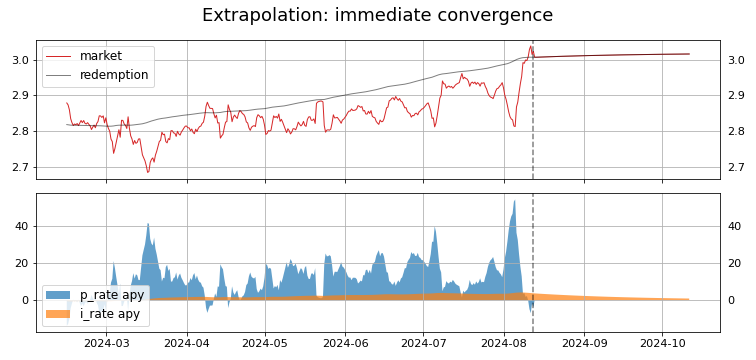 Extrapolation: immediate convergence
market
redemption
3.0
2.9
2.8
2.7
3.0
2.9
2.8
2.7
p_rate apy
i_rate apy
40
20
0
40
20
0
2024-03 2024-04 2024-05 2024-06 2024-07 2024-08 2024-09 2024-10